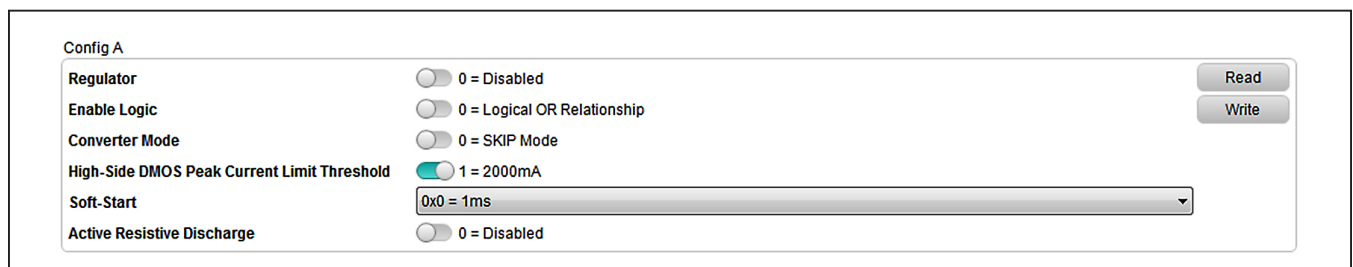 Config A
Regulator 0 = Disabled Read
Enable Logic 0 = Logical OR Relationship Write
Converter Mode 0 = SKIP Mode
High-Side DMOS Peak Current Limit Threshold 1 = 2000mA
Soft-Start 0x0 = 1ms
Active Resistive Discharge 0 = Disabled